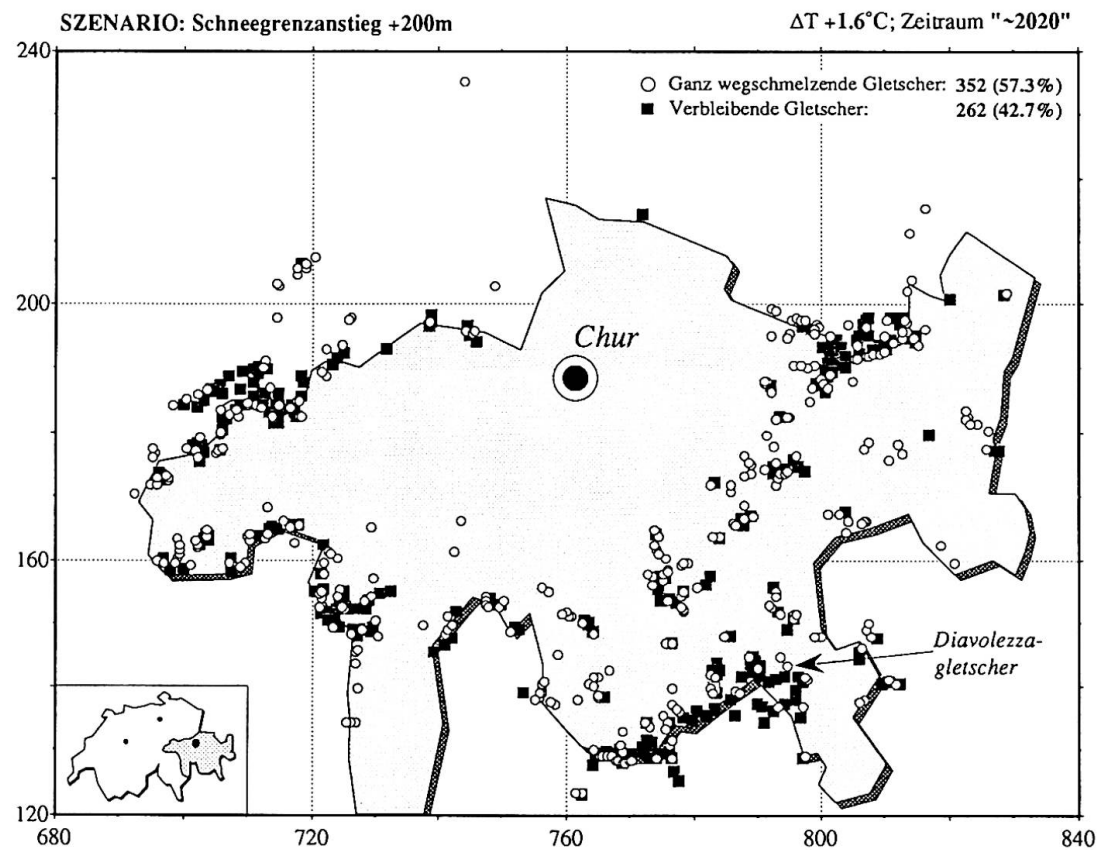 SZENARIO: Schneegrenzanstieg +200m
ΔT +1.6°C; Zeitraum "~2020"
240
Ganz wegschmelzende Gletscher: 352 (57.3%)
Verbleibende Gletscher: 262 (42.7%)
200
Chur
160
Diavolezza-
gletscher
120
680
720
760
800
840